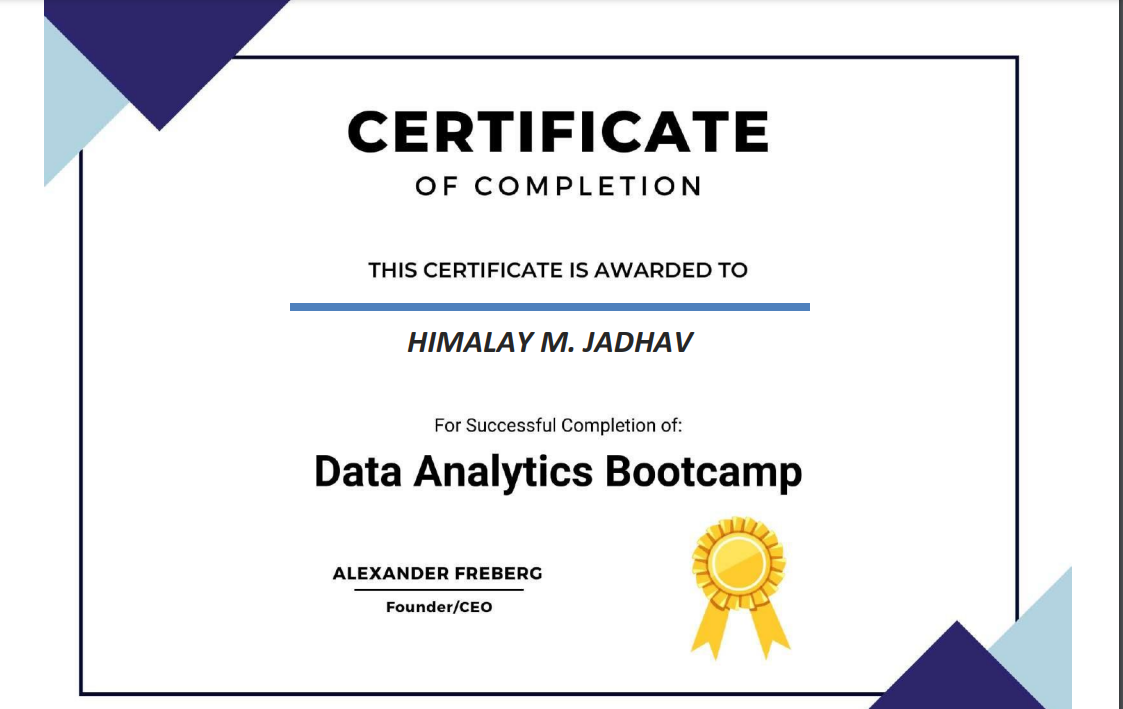 CERTIFICATE
OF COMPLETION
THIS CERTIFICATE IS AWARDED TO
HIMALAY M. JADHAV
For Successful Completion of:
Data Analytics Bootcamp
ALEXANDER FREBERG
Founder/CEO